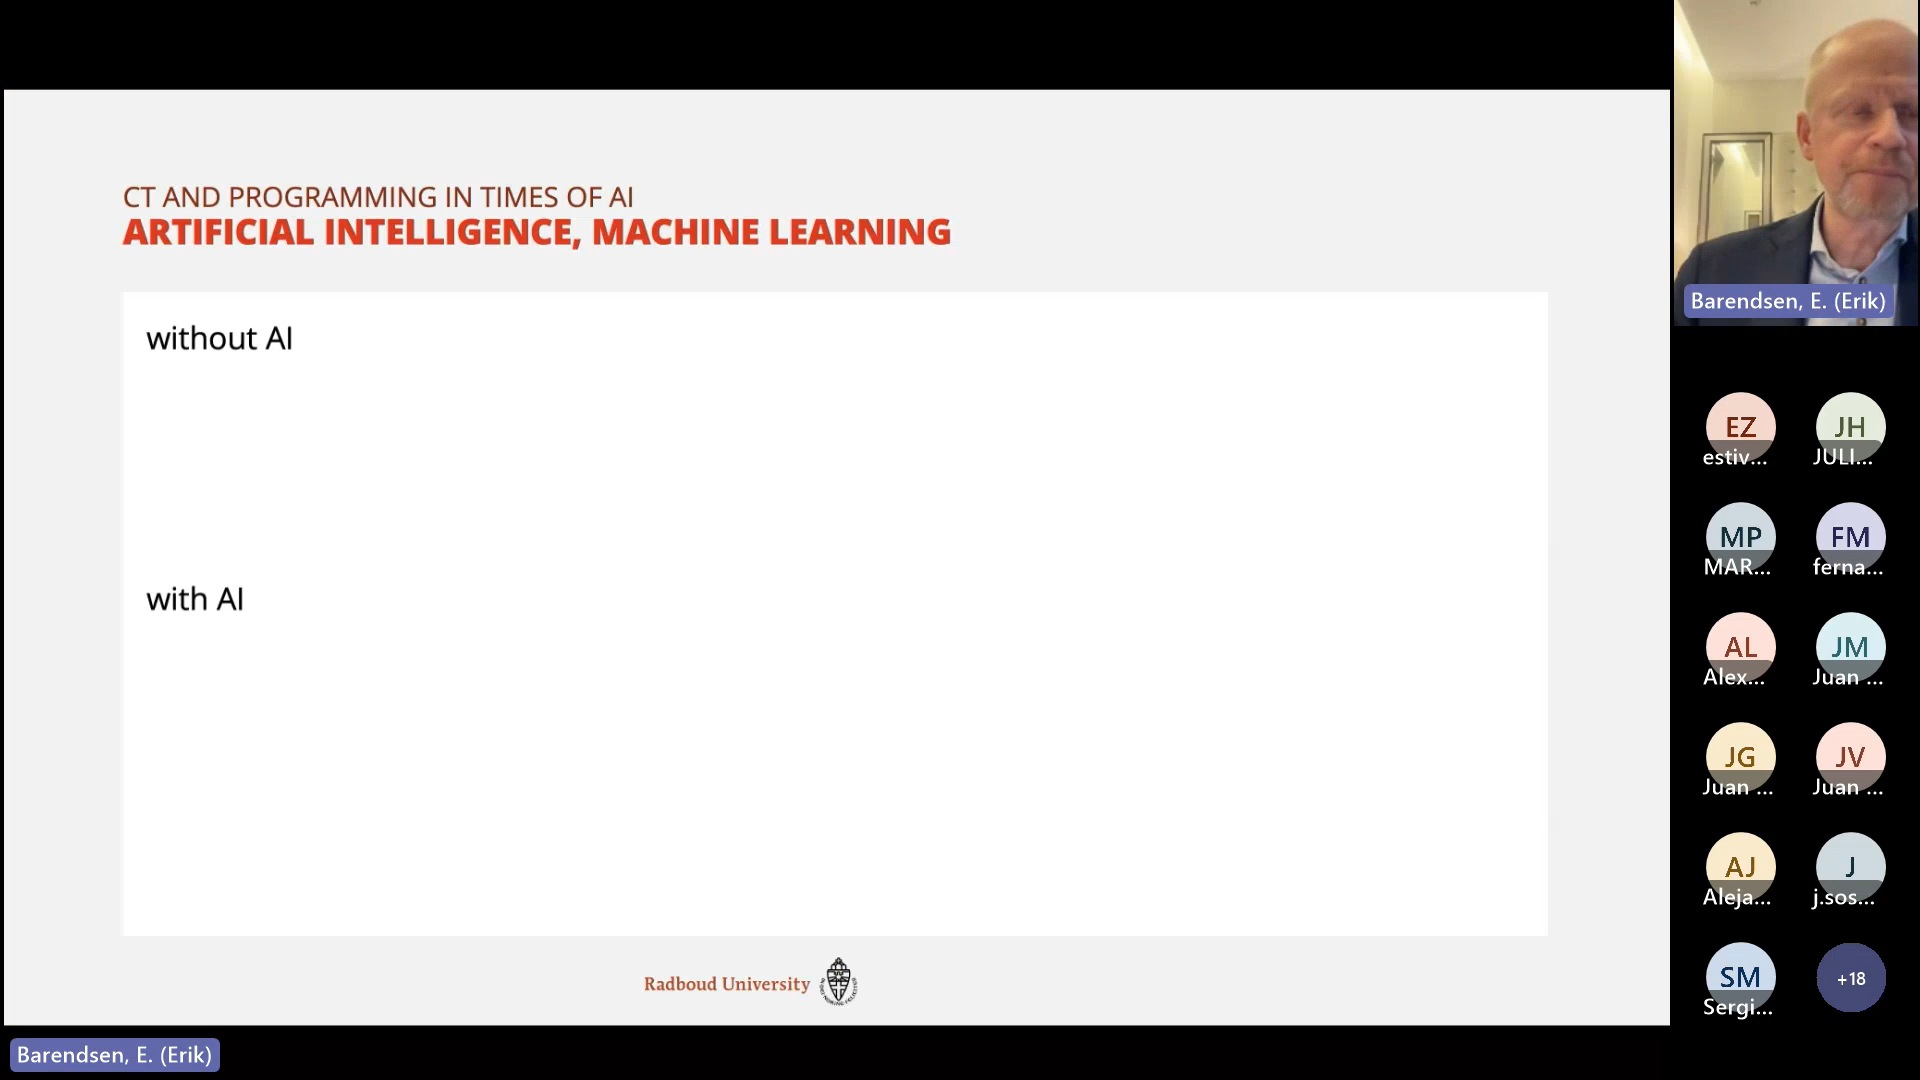 CT AND PROGRAMMING IN TIMES OF AI
ARTIFICIAL INTELLIGENCE, MACHINE LEARNING
without AI
with AI
Radboud University
Barendsen, E. (Erik)
Barendsen, E. (Erik)
EZ
estiv...
JH
JULI...
MP
MAR...
FM
ferna...
AL
Alex...
JM
Juan ...
JG
Juan ...
JV
Juan ...
AJ
Aleja...
J
j.sos...
SM
Sergi...
+18